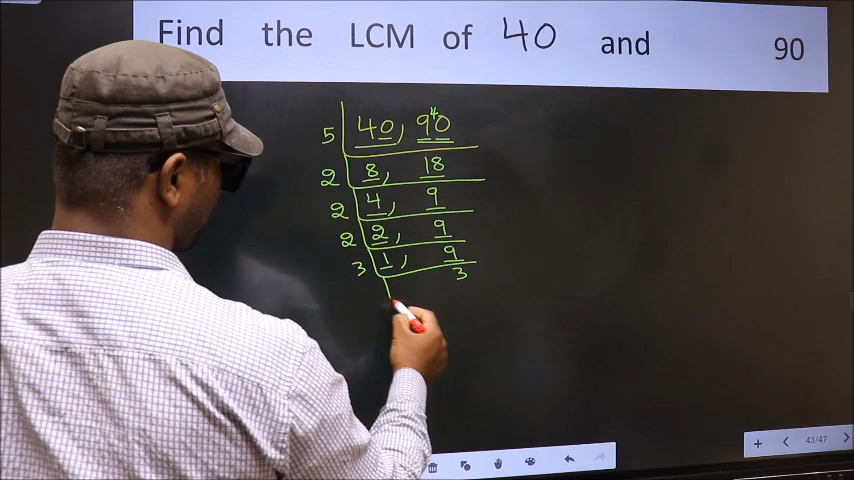 Find the LCM of 40 and 90
5 40, 9⁴0
2 8, 18
2 4, 9
2 2, 9
3 1, 9
3
43/47